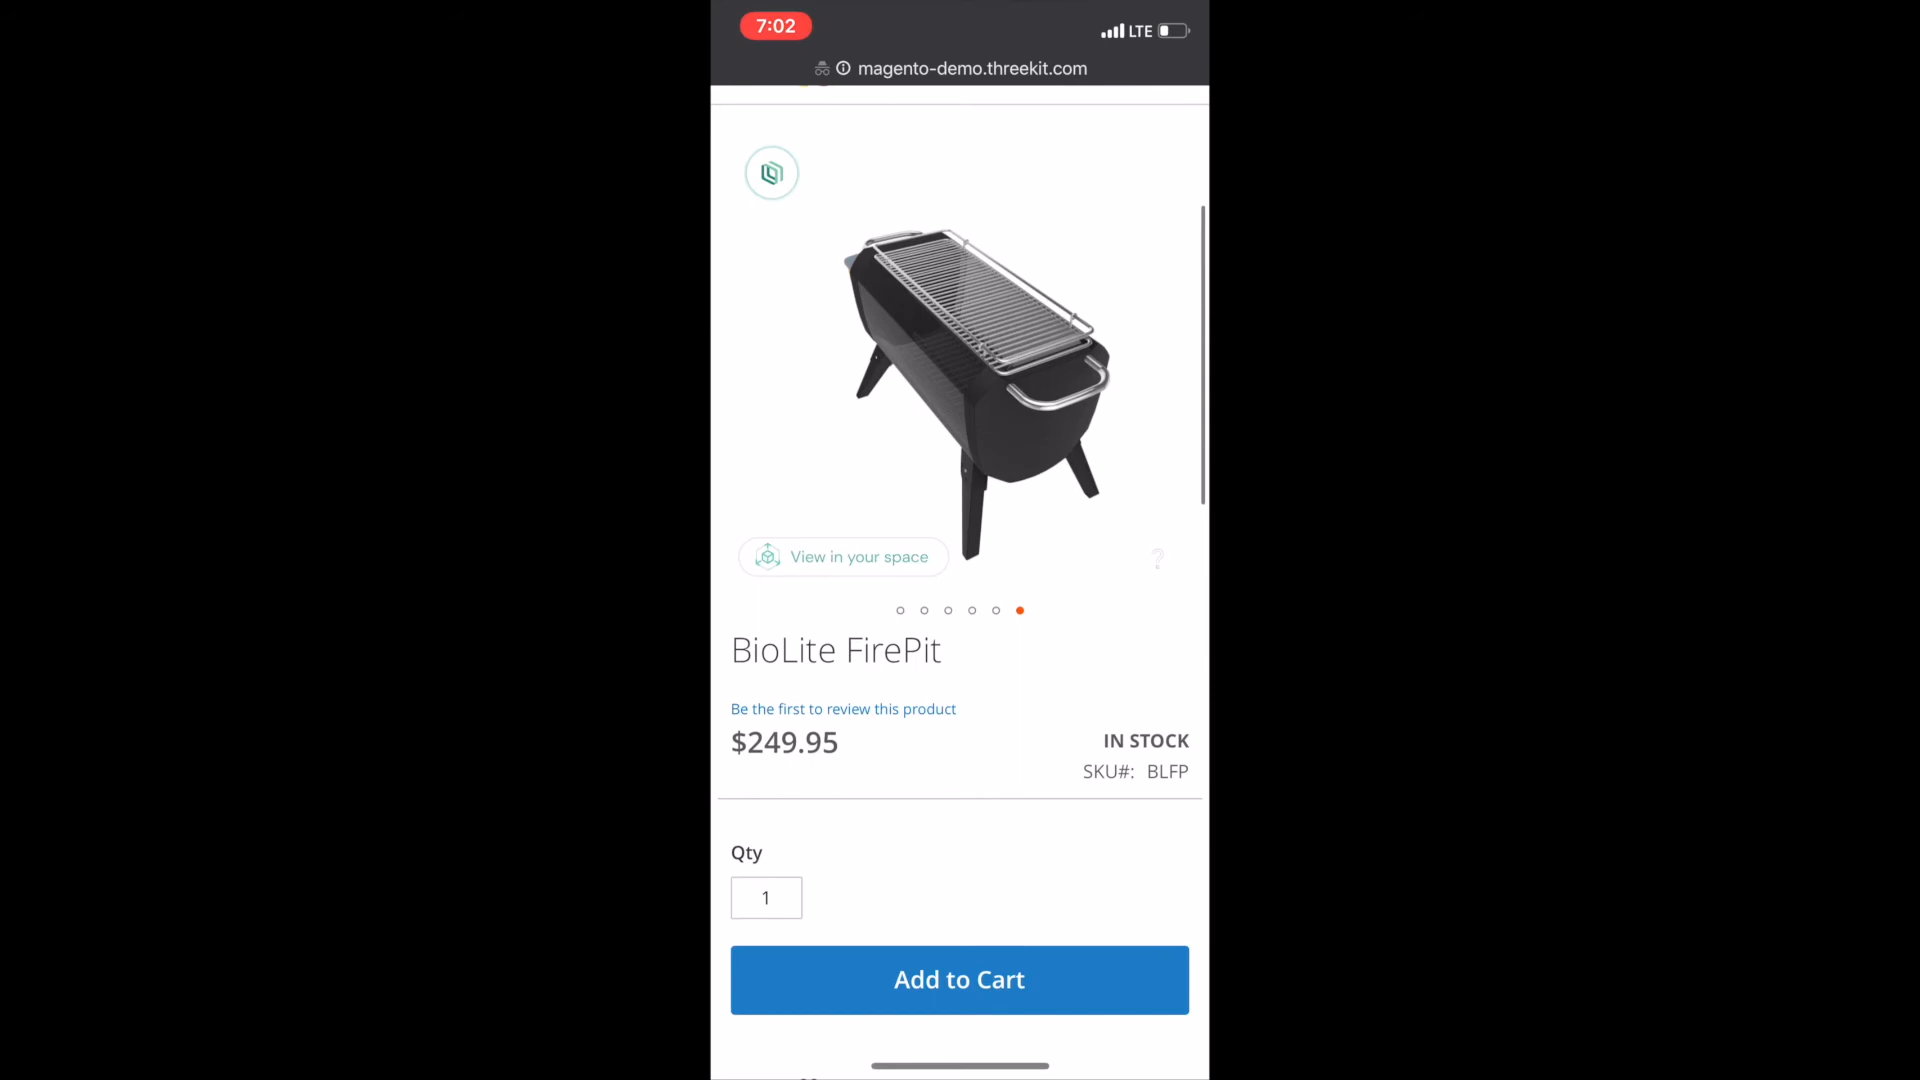 7:02
LTE
magento-demo.threekit.com
View in your space
?
BioLite FirePit
Be the first to review this product
$249.95
IN STOCK
SKU#: BLFP
Qty
1
Add to Cart